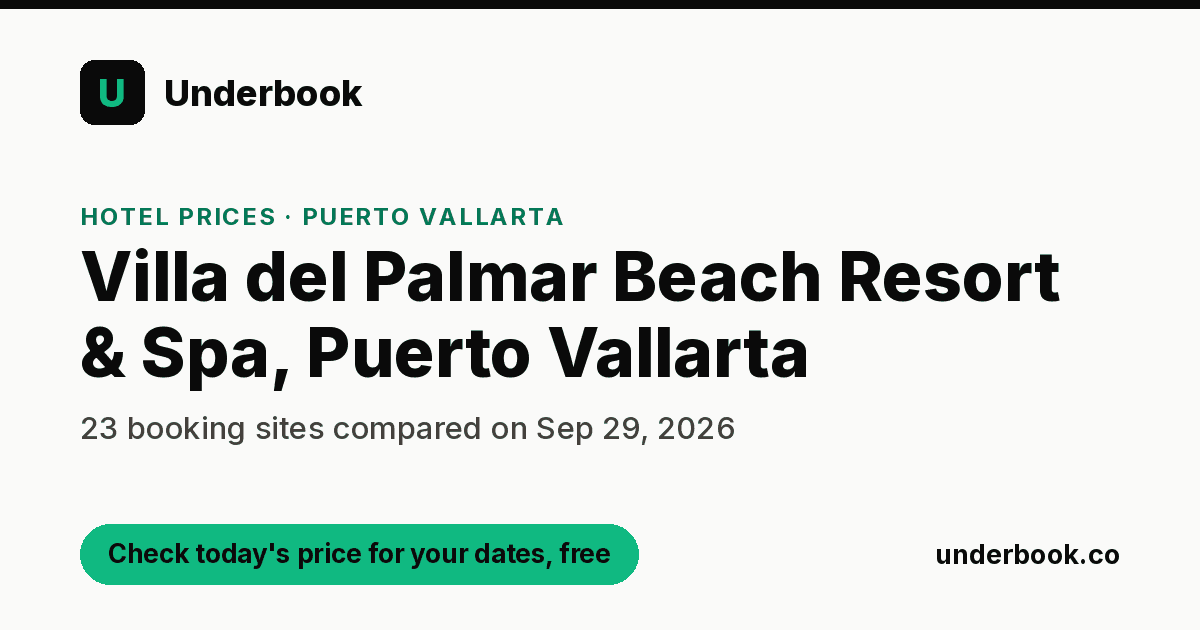 U
Underbook
HOTEL PRICES · PUERTO VALLARTA
Villa del Palmar Beach Resort
& Spa, Puerto Vallarta
23 booking sites compared on Sep 29, 2026
Check today's price for your dates, free
underbook.co